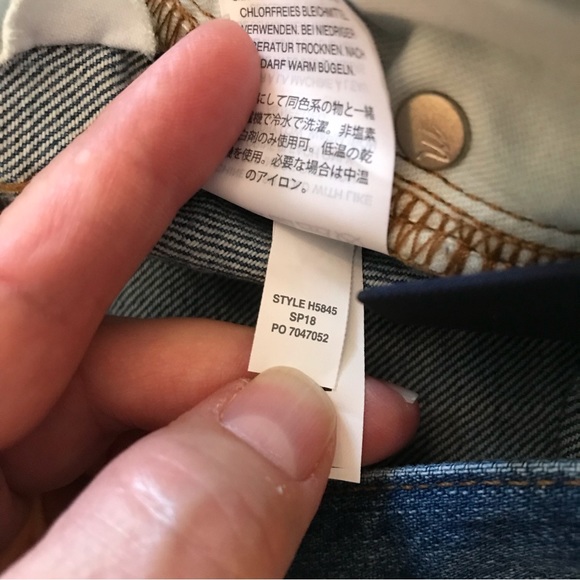 CHLORFREIES BLEICHMITTEL
VERWENDEN. BEI NIEDRIGER
PERATUR TROCKNEN. NACH
DARF WARM BÜGELN.
にして同色系の物と一緒
機で冷水で洗濯。非塩素
白剤のみ使用可。低温の乾
を使用。必要な場合は中温
のアイロン。
STYLE H5845
SP18
PO 7047052